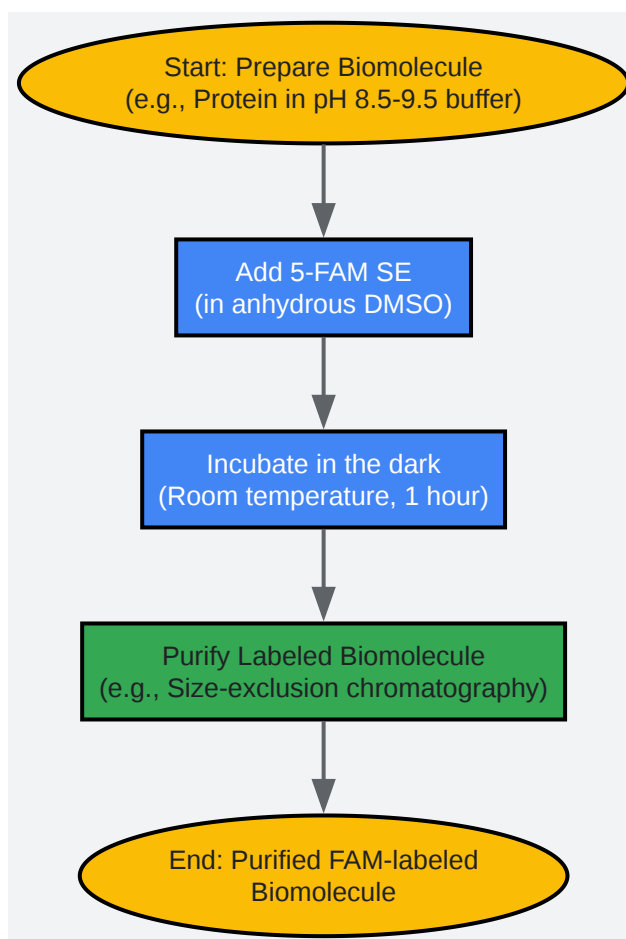 Start: Prepare Biomolecule
(e.g., Protein in pH 8.5-9.5 buffer)
Add 5-FAM SE
(in anhydrous DMSO)
Incubate in the dark
(Room temperature, 1 hour)
Purify Labeled Biomolecule
(e.g., Size-exclusion chromatography)
End: Purified FAM-labeled
Biomolecule